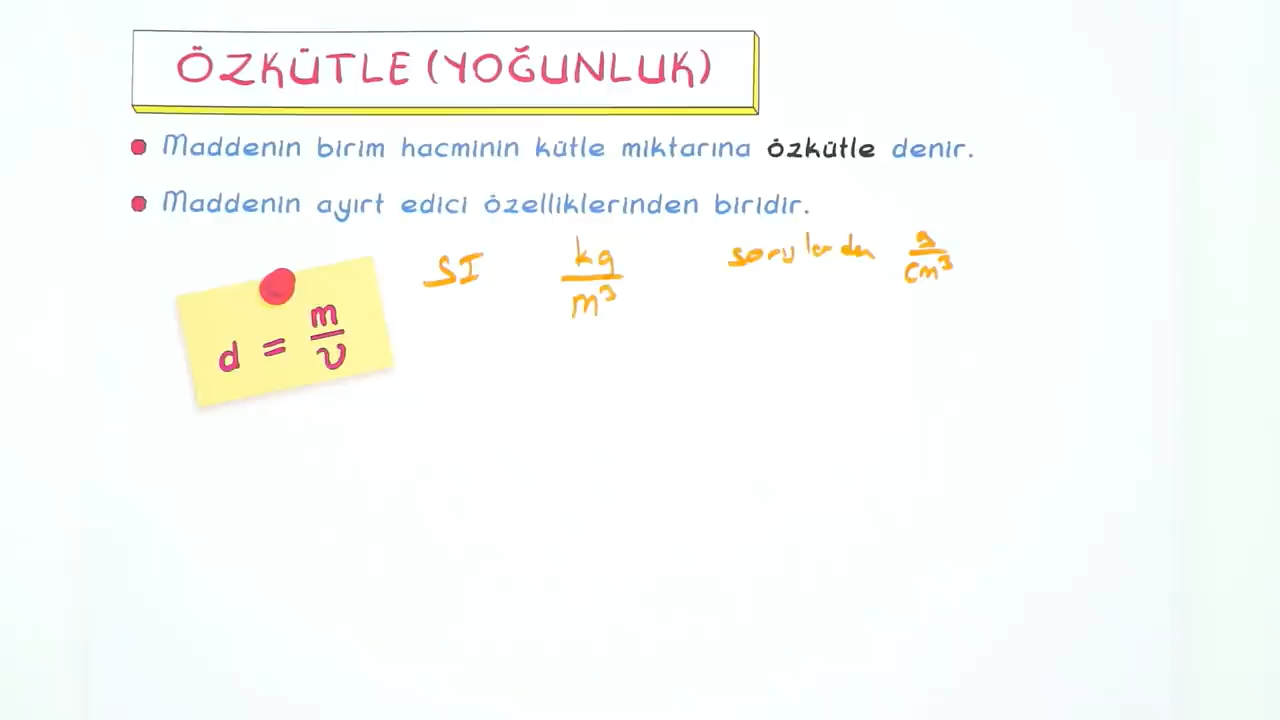 ÖZKÜTLE (YOĞUNLUK)
Maddenin birim hacminin kütle miktarına özkütle denir.
Maddenin ayırt edici özelliklerinden biridir.
SI kg/m³ sorularda g/cm³
d = m/v